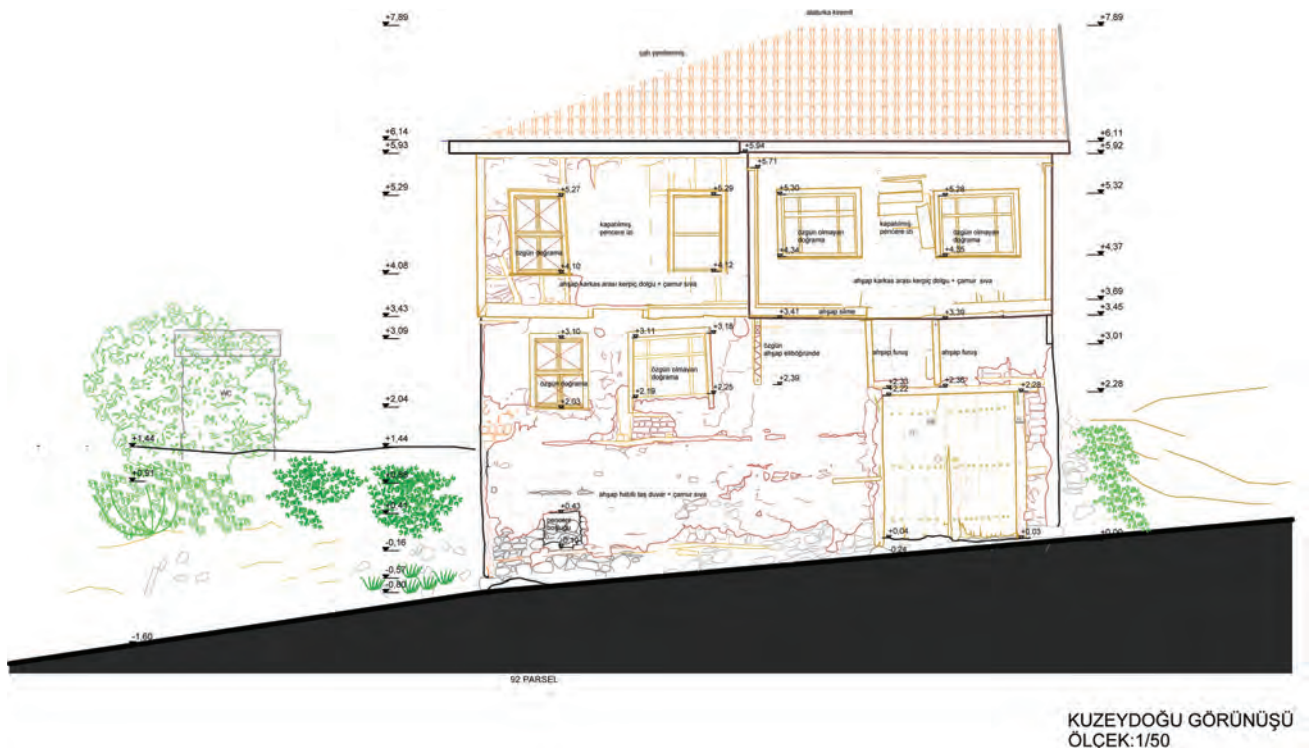 alaturka kiremit
+7,89
+7,89
çatı yenilenmiş
+6,14
+6,11
+5,93
+5,94
+5,92
+5,71
+5,29
+5,27
+5,29
+5,30
+5,28
+5,32
kapatılmış
pencere izi
kapatılmış
pencere izi
özgün olmayan
doğrama
özgün olmayan
doğrama
özgün doğrama
+4,34
+4,35
+4,37
+4,08
+4,10
+4,12
ahşap karkas arası kerpiç dolgu + çamur sıva
ahşap karkas arası kerpiç dolgu + çamur sıva
+3,69
+3,43
+3,47
ahşap silme
+3,39
+3,45
+3,09
+3,10
+3,11
+3,18
+3,01
özgün
ahşap eliböğründe
ahşap furuş
ahşap furuş
özgün doğrama
özgün olmayan
doğrama
+2,39
+2,36
+2,28
+2,28
+2,22
+2,19
+2,25
WC
+2,04
+2,03
+1,44
+1,44
+0,91
ahşap hatıllı taş duvar + çamur sıva
+0,43
pencere
boşluğu
+0,04
+0,03
-0,16
-0,24
-0,57
-0,80
-1,60
92 PARSEL
KUZEYDOĞU GÖRÜNÜŞÜ
ÖLÇEK:1/50